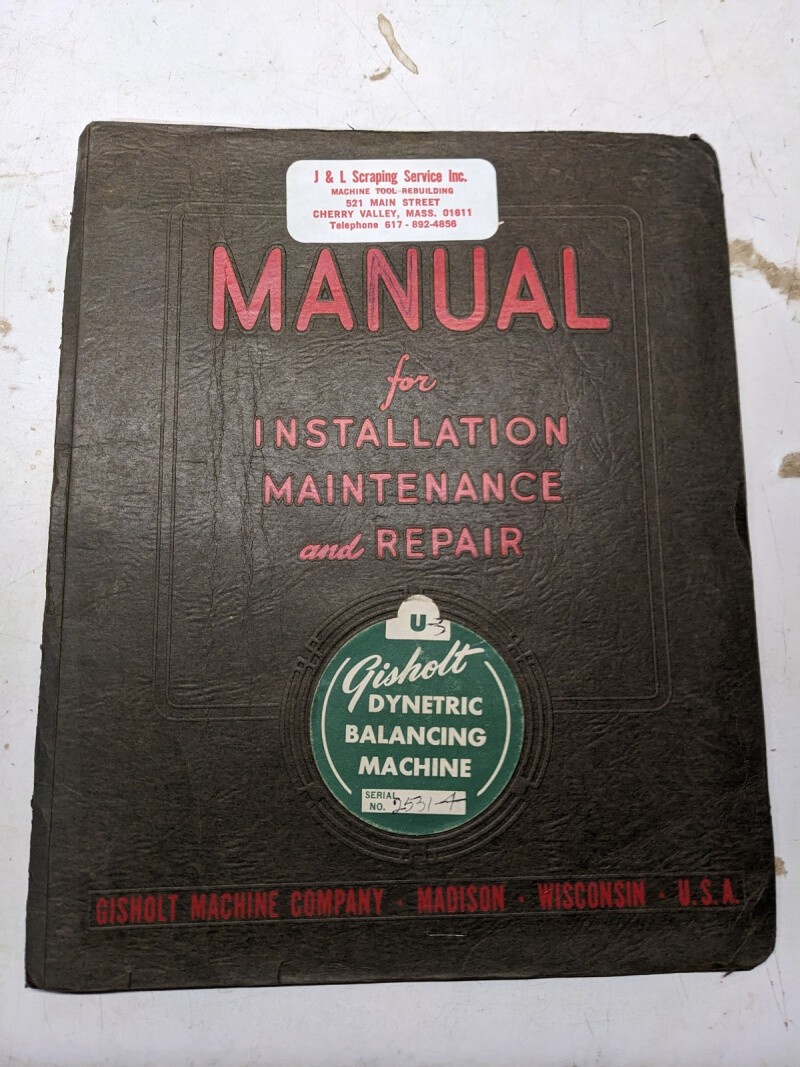 J & L Scraping Service Inc.
MACHINE TOOL REBUILDING
521 MAIN STREET
CHERRY VALLEY, MASS. 01611
Telephone 617 - 892-4856
MANUAL
for
INSTALLATION
MAINTENANCE
and REPAIR
U-3
Gisholt
DYNETRIC
BALANCING
MACHINE
SERIAL
NO. 2531-4
GISHOLT MACHINE COMPANY · MADISON · WISCONSIN · U.S.A.